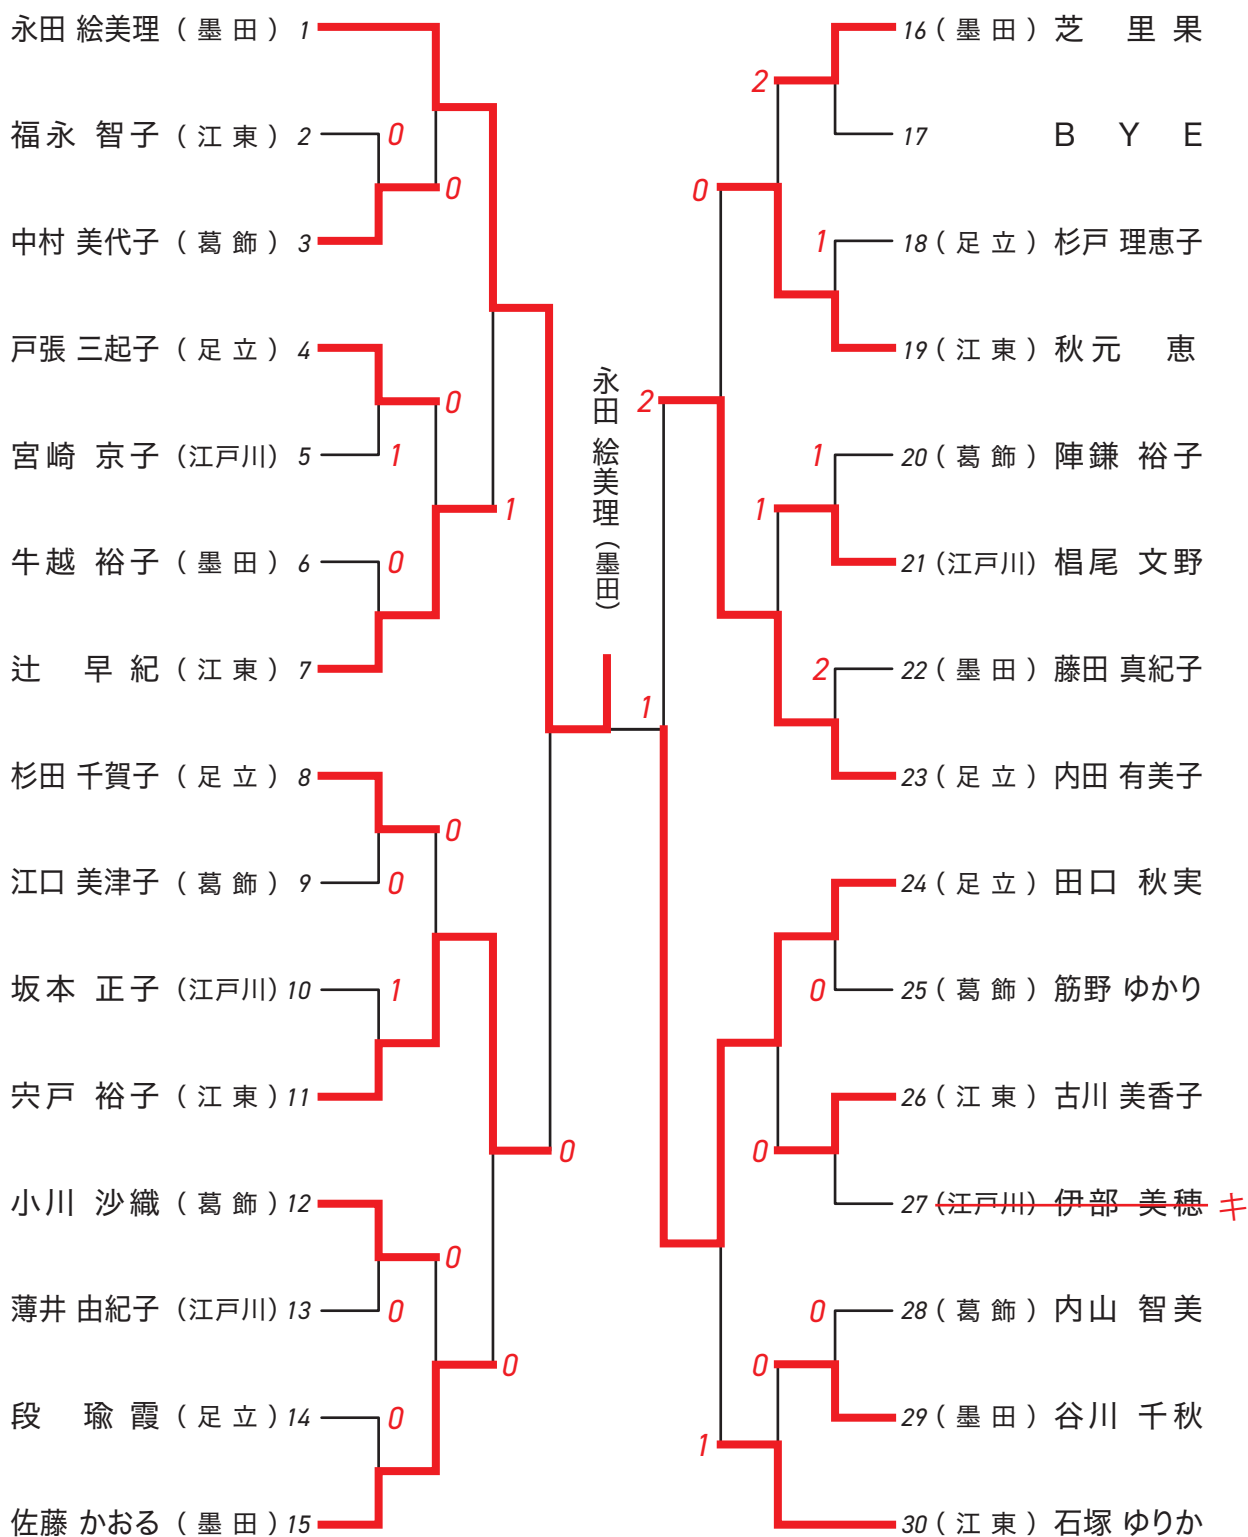 永田 絵美理 (墨田) 1
福永 智子 (江東) 2
0
0
中村 美代子 (葛飾) 3
戸張 三起子 (足立) 4
0
宮崎 京子 (江戸川) 5
1
1
牛越 裕子 (墨田) 6
0
辻 早紀 (江東) 7
杉田 千賀子 (足立) 8
0
江口 美津子 (葛飾) 9
0
坂本 正子 (江戸川) 10
1
宍戸 裕子 (江東) 11
0
小川 沙織 (葛飾) 12
0
薄井 由紀子 (江戸川) 13
0
0
段 瑜霞 (足立) 14
0
佐藤 かおる (墨田) 15
永田 絵美理 (墨田)
1
16 (墨田) 芝 里果
2
17 BYE
0
1
18 (足立) 杉戸 理恵子
19 (江東) 秋元 恵
2
1
20 (葛飾) 陣鎌 裕子
1
21 (江戸川) 椙尾 文野
2
22 (墨田) 藤田 真紀子
23 (足立) 内田 有美子
24 (足立) 田口 秋実
0
25 (葛飾) 筋野 ゆかり
26 (江東) 古川 美香子
0
27 (江戸川) 伊部 美穂 キ
0
28 (葛飾) 内山 智美
0
29 (墨田) 谷川 千秋
1
30 (江東) 石塚 ゆりか